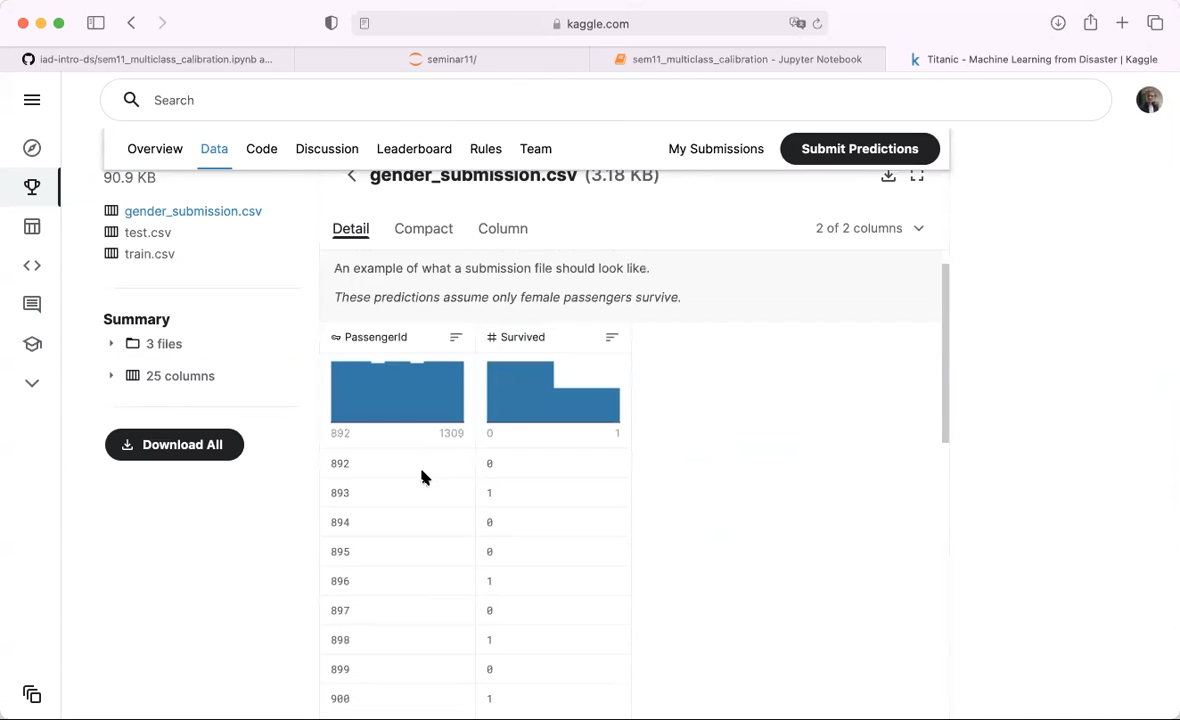 kaggle.com
iad-intro-ds/sem11_multiclass_calibration.ipynb a...
seminar11/
sem11_multiclass_calibration - Jupyter Notebook
Titanic - Machine Learning from Disaster | Kaggle
Search
Overview Data Code Discussion Leaderboard Rules Team My Submissions Submit Predictions
90.9 KB
gender_submission.csv
test.csv
train.csv
Summary
3 files
25 columns
Download All
gender_submission.csv (3.18 KB)
Detail Compact Column 2 of 2 columns
An example of what a submission file should look like.
These predictions assume only female passengers survive.
PassengerId # Survived
892 1309 0 1
892 0
893 1
894 0
895 0
896 1
897 0
898 1
899 0
900 1